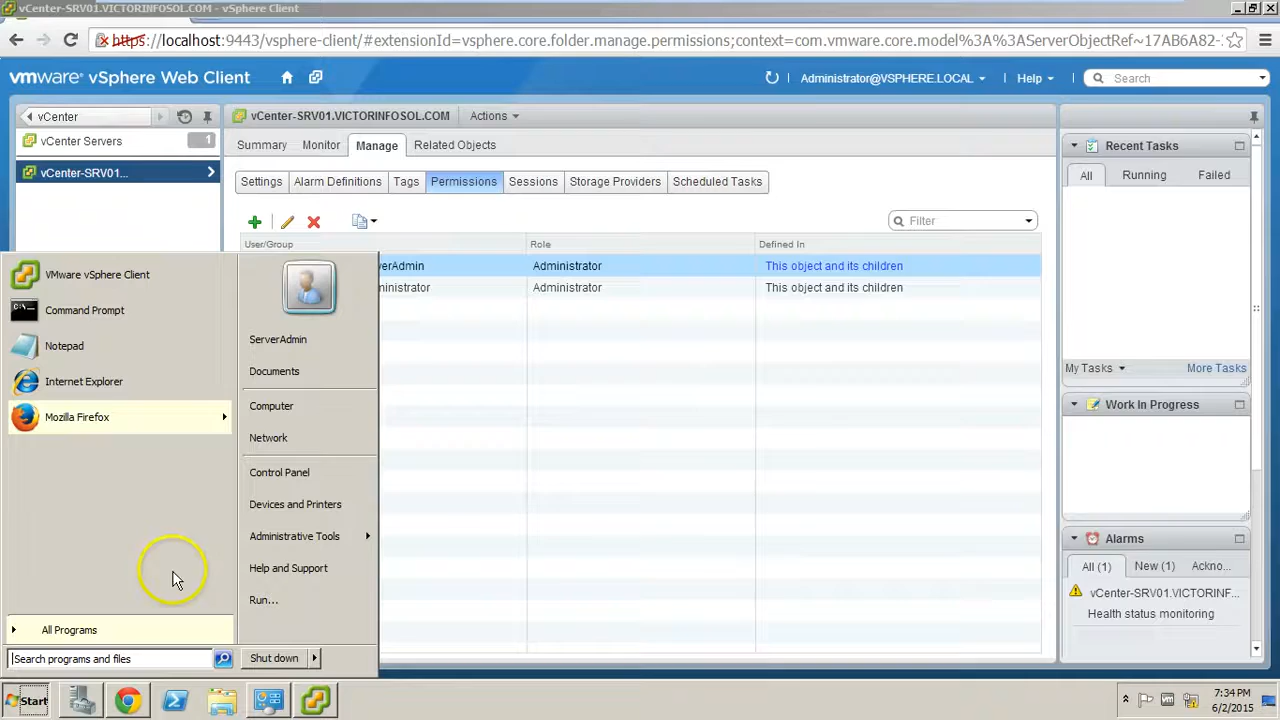 vCenter-SRV01.VICTORINFOSOL.COM - vSphere Client
https://localhost:9443/vsphere-client/#extensionId=vsphere.core.folder.manage.permissions;context=com.vmware.core.model%3A%3AServerObjectRef~17AB6A82-
vmware® vSphere Web Client
Administrator@VSPHERE.LOCAL
Help
Search
vCenter
vCenter Servers
1
vCenter-SRV01...
vCenter-SRV01.VICTORINFOSOL.COM
Actions
Summary
Monitor
Manage
Related Objects
Settings
Alarm Definitions
Tags
Permissions
Sessions
Storage Providers
Scheduled Tasks
Filter
User/Group
Role
Defined In
Administrator
This object and its children
Administrator
This object and its children
Recent Tasks
All
Running
Failed
My Tasks
More Tasks
Work In Progress
Alarms
All (1)
New (1)
Ackno...
vCenter-SRV01.VICTORINF...
Health status monitoring
VMware vSphere Client
Command Prompt
Notepad
Internet Explorer
Mozilla Firefox
All Programs
Search programs and files
ServerAdmin
Documents
Computer
Network
Control Panel
Devices and Printers
Administrative Tools
Help and Support
Run...
Shut down
Start
7:34 PM
6/2/2015